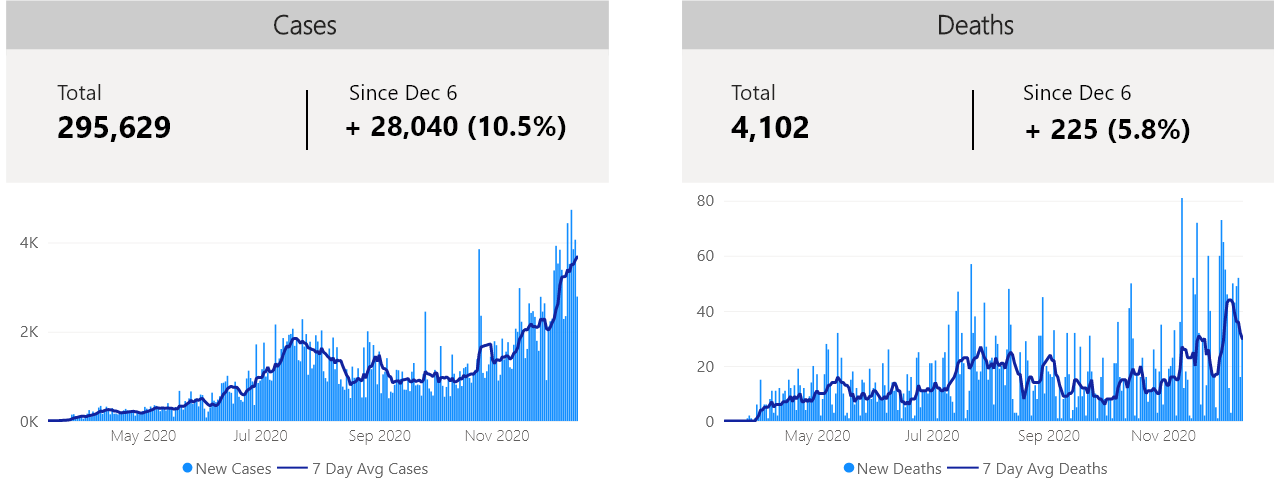 Cases
Total
295,629
Since Dec 6
+ 28,040 (10.5%)
4K
2K
0K
May 2020
Jul 2020
Sep 2020
Nov 2020
New Cases
7 Day Avg Cases
Deaths
Total
4,102
Since Dec 6
+ 225 (5.8%)
80
60
40
20
0
May 2020
Jul 2020
Sep 2020
Nov 2020
New Deaths
7 Day Avg Deaths